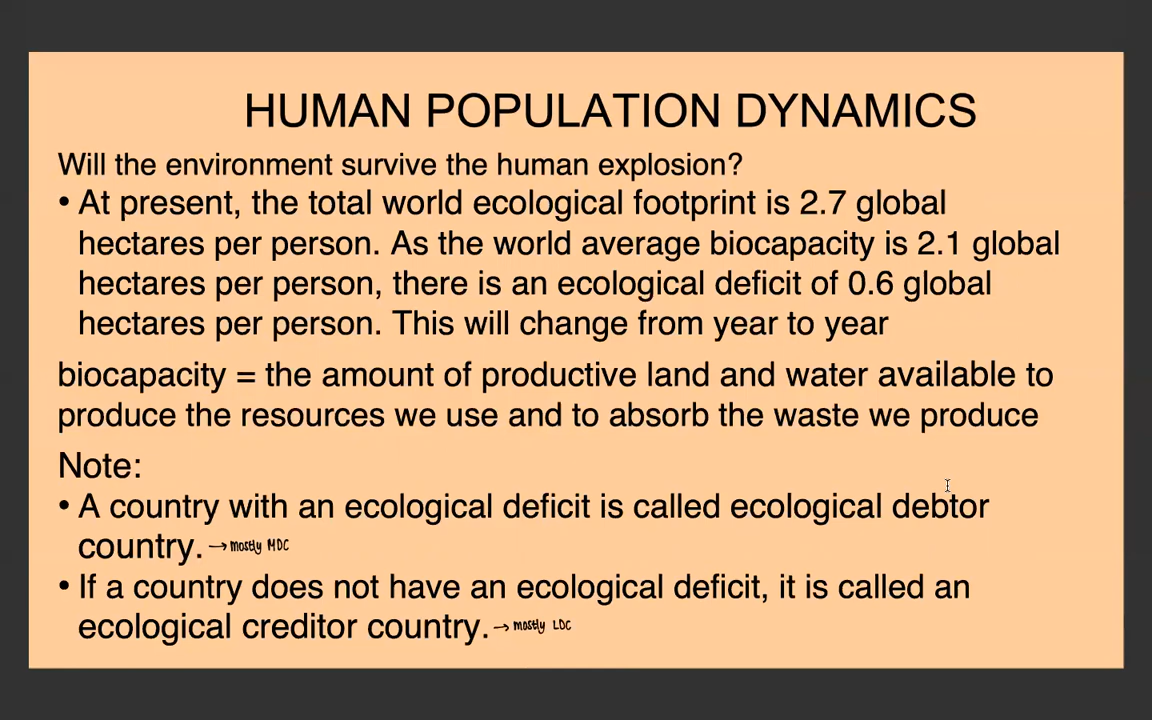 HUMAN POPULATION DYNAMICS
Will the environment survive the human explosion?
• At present, the total world ecological footprint is 2.7 global
hectares per person. As the world average biocapacity is 2.1 global
hectares per person, there is an ecological deficit of 0.6 global
hectares per person. This will change from year to year
biocapacity = the amount of productive land and water available to
produce the resources we use and to absorb the waste we produce
Note:
• A country with an ecological deficit is called ecological debtor
country. → mostly MDC
• If a country does not have an ecological deficit, it is called an
ecological creditor country. → mostly LDC